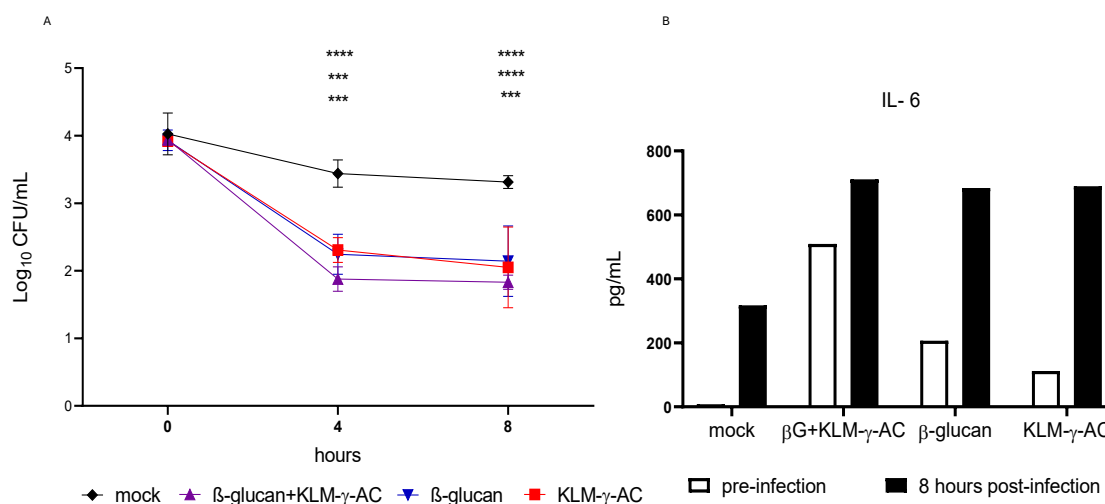 A
B
**** ****
*** ****
*** ***
5
4
3
2
1
0
Log10 CFU/mL
0 4 8
hours
mock ß-glucan+KLM-γ-AC ß-glucan KLM-γ-AC
IL- 6
800
600
400
200
0
pg/mL
mock βG+KLM-γ-AC β-glucan KLM-γ-AC
pre-infection 8 hours post-infection